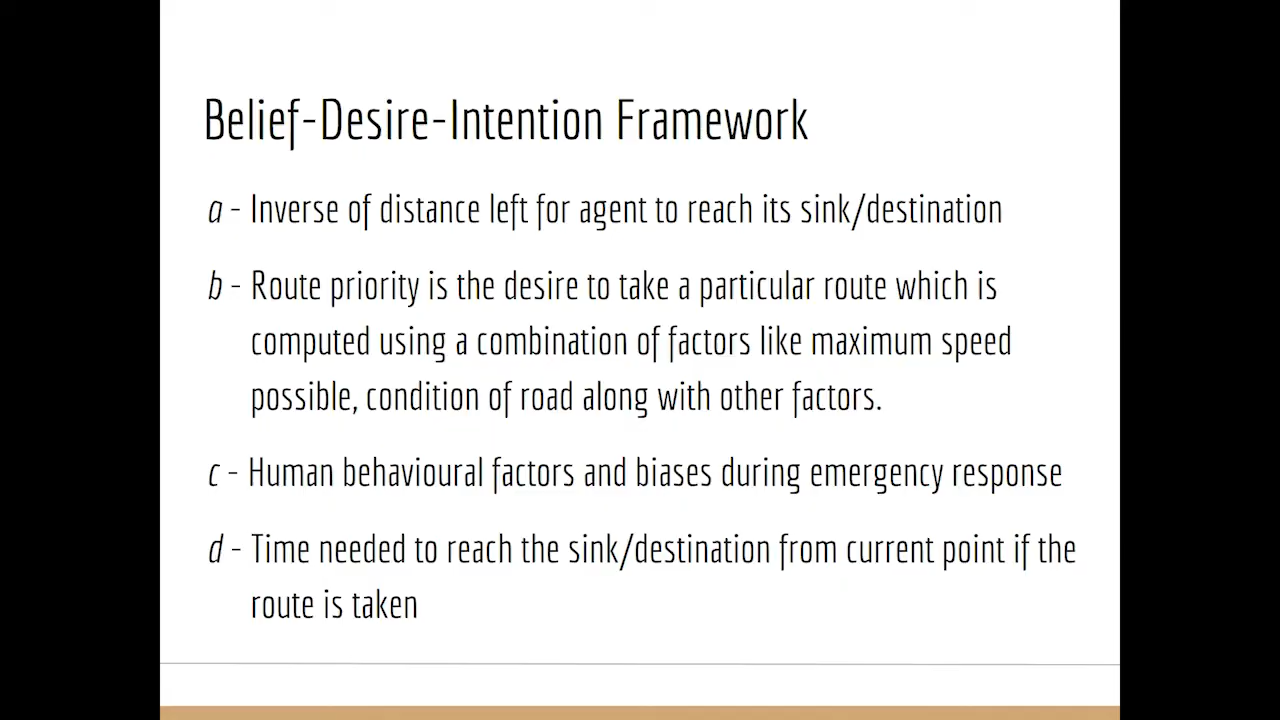 Belief-Desire-Intention Framework
a - Inverse of distance left for agent to reach its sink/destination
b - Route priority is the desire to take a particular route which is
computed using a combination of factors like maximum speed
possible, condition of road along with other factors.
c - Human behavioural factors and biases during emergency response
d - Time needed to reach the sink/destination from current point if the
route is taken